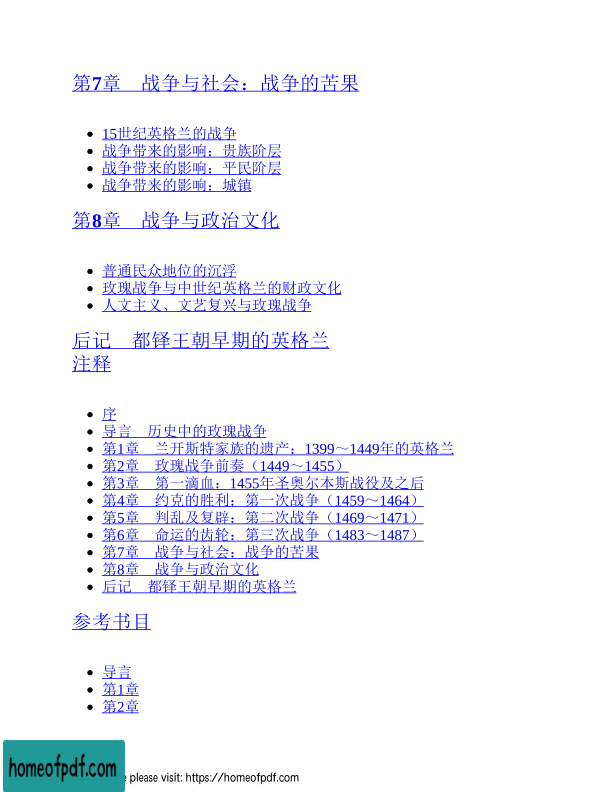 第7章　战争与社会：战争的苦果
15世纪英格兰的战争
战争带来的影响：贵族阶层
战争带来的影响：平民阶层
战争带来的影响：城镇
第8章　战争与政治文化
普通民众地位的沉浮
玫瑰战争与中世纪英格兰的财政文化
人文主义、文艺复兴与玫瑰战争
后记　都铎王朝早期的英格兰
注释
序
导言　历史中的玫瑰战争
第1章　兰开斯特家族的遗产：1399～1449年的英格兰
第2章　玫瑰战争前奏（1449～1455）
第3章　第一滴血：1455年圣奥尔本斯战役及之后
第4章　约克的胜利：第一次战争（1459～1464）
第5章　判乱及复辟：第二次战争（1469～1471）
第6章　命运的齿轮：第三次战争（1483～1487）
第7章　战争与社会：战争的苦果
第8章　战争与政治文化
后记　都铎王朝早期的英格兰
参考书目
导言
第1章
第2章
homeofpdf.com
please visit: https://homeofpdf.com